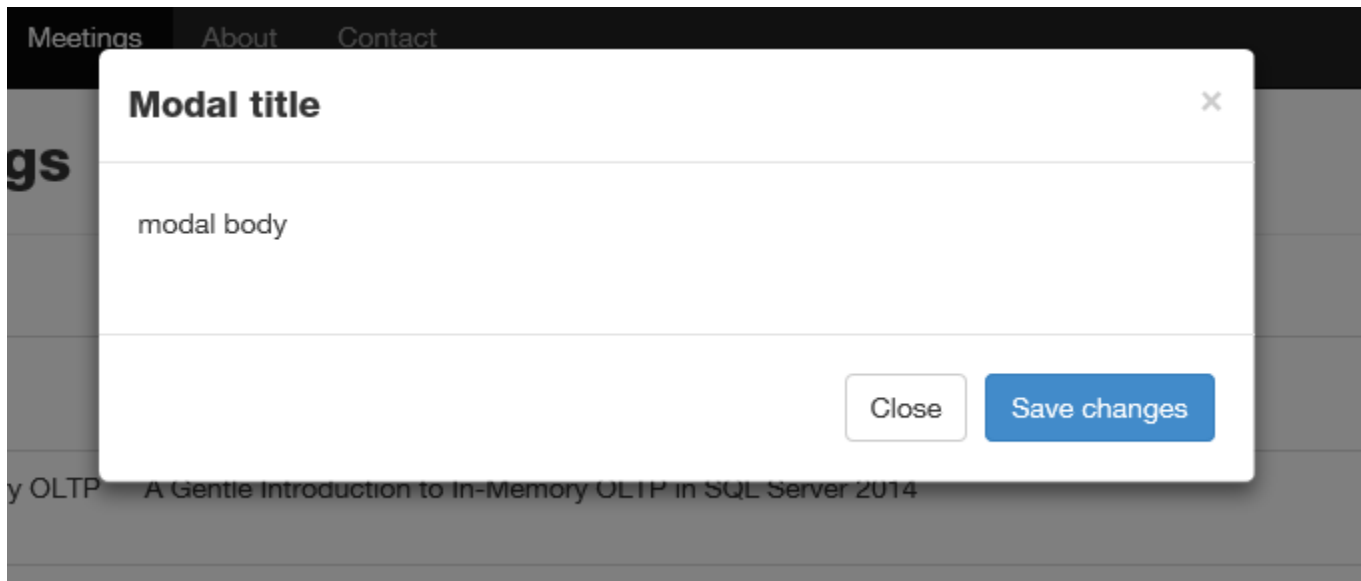 Meetings About Contact
Modal title ×
gs
modal body
Close Save changes
y OLTP A Gentle Introduction to In-Memory OLTP in SQL Server 2014